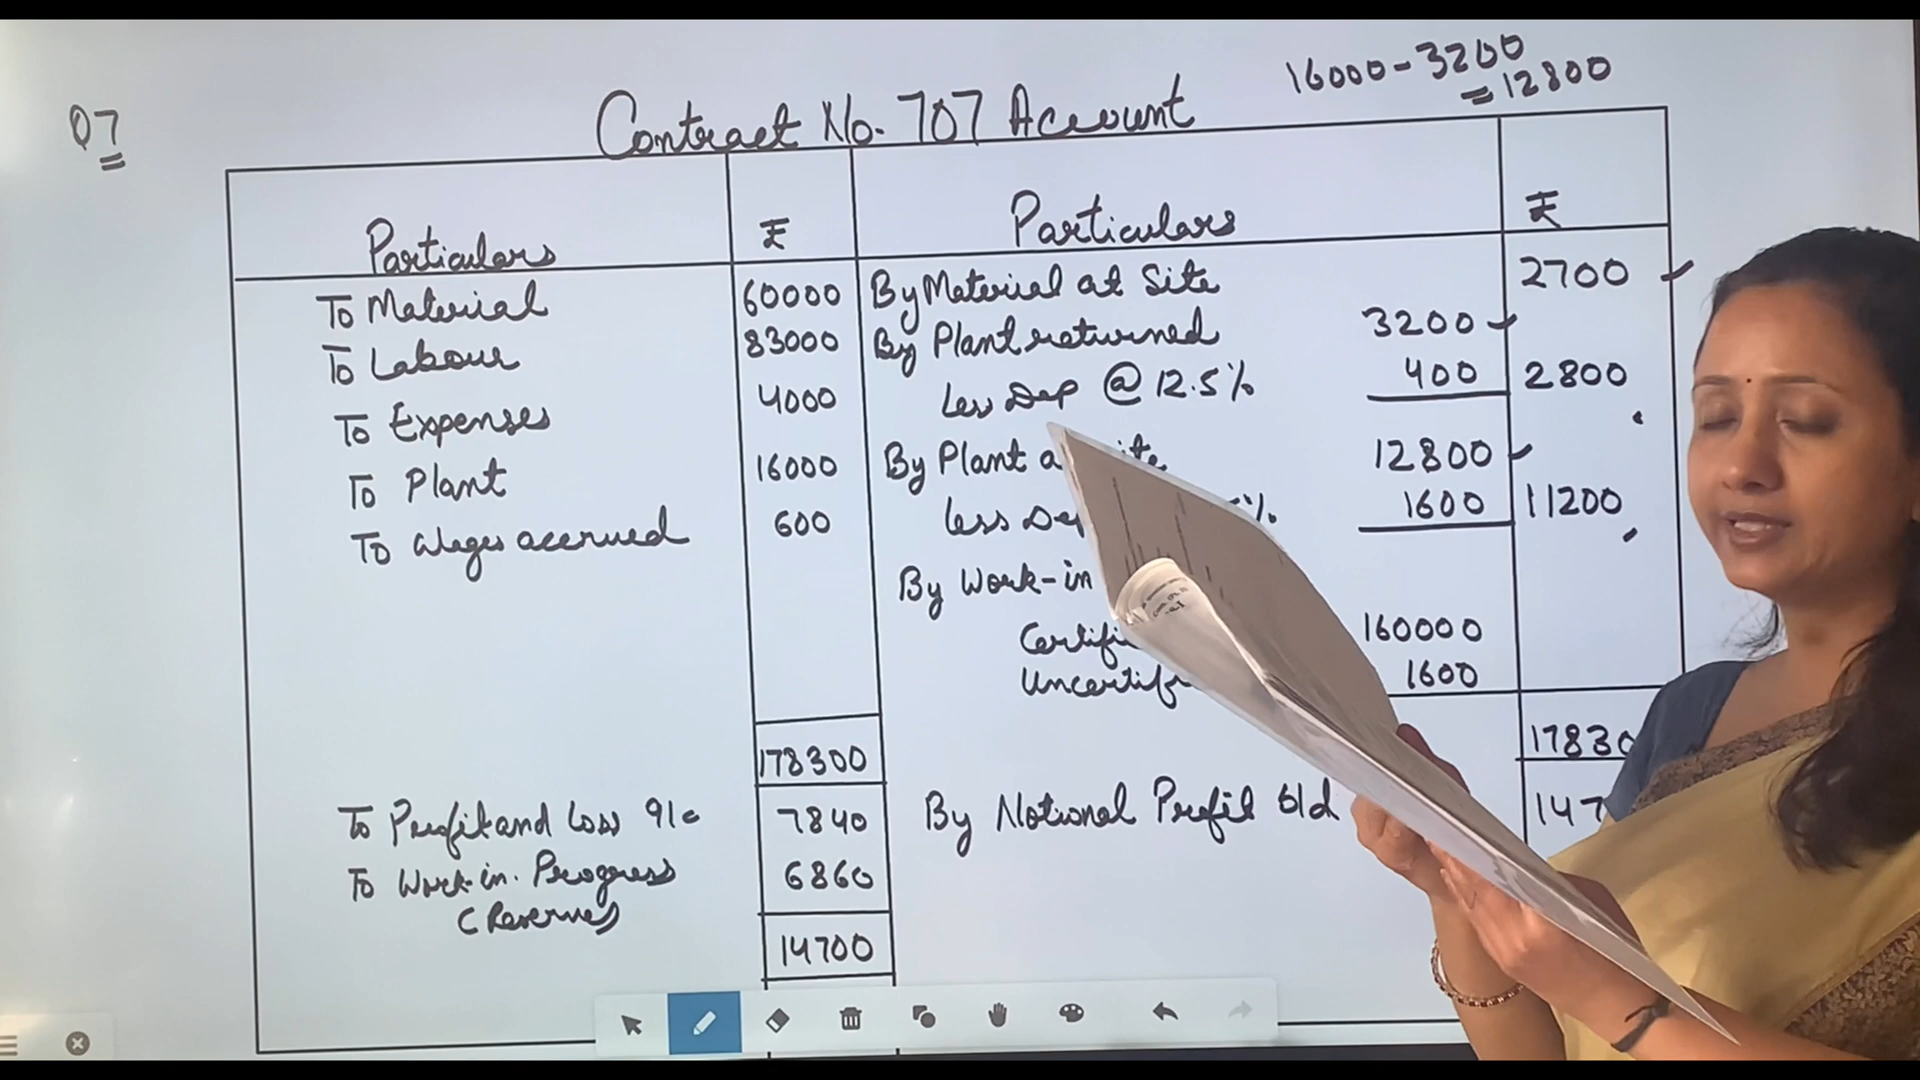 16000 - 3200
= 12800
Q7
Contract No. 707 Account
Particulars ₹ Particulars ₹
To Material 60000 By Material at Site 2700
To Labour 83000 By Plant returned 3200
To Expenses 4000 Less Dep @ 12.5% 400 2800
To Plant 16000 By Plant 12800
To Wages accrued 600 Less 1600 11200
By Work-in
160000
1600
178300
To Profit and Loss A/c 7840 By Notional Profit b/d
To Work-in-Progress 6860
(Reserve)
14700